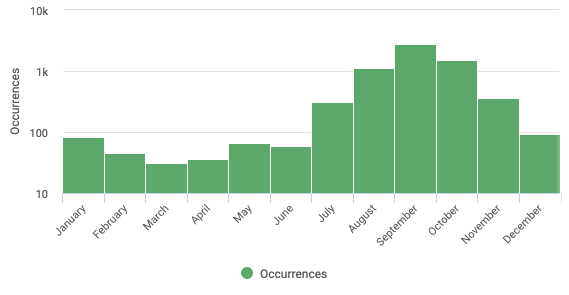 10k
1k
100
10
Occurrences
January
February
March
April
May
June
July
August
September
October
November
December
Occurrences